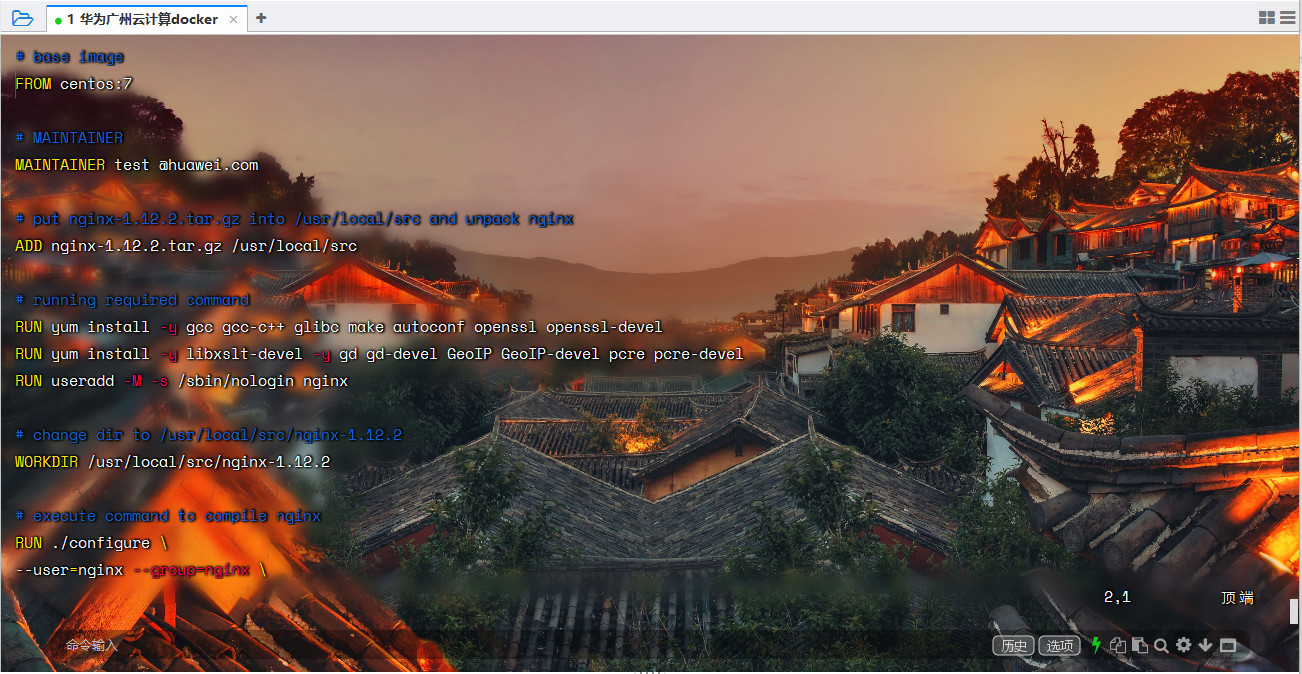 1 华为广州云计算docker
# base image
FROM centos:7
# MAINTAINER
MAINTAINER test @huawei.com
# put nginx-1.12.2.tar.gz into /usr/local/src and unpack nginx
ADD nginx-1.12.2.tar.gz /usr/local/src
# running required command
RUN yum install -y gcc gcc-c++ glibc make autoconf openssl openssl-devel
RUN yum install -y libxslt-devel -y gd gd-devel GeoIP GeoIP-devel pcre pcre-devel
RUN useradd -M -s /sbin/nologin nginx
# change dir to /usr/local/src/nginx-1.12.2
WORKDIR /usr/local/src/nginx-1.12.2
# execute command to compile nginx
RUN ./configure \
--user=nginx --group=nginx \
2,1 顶端
命令输入 历史 选项